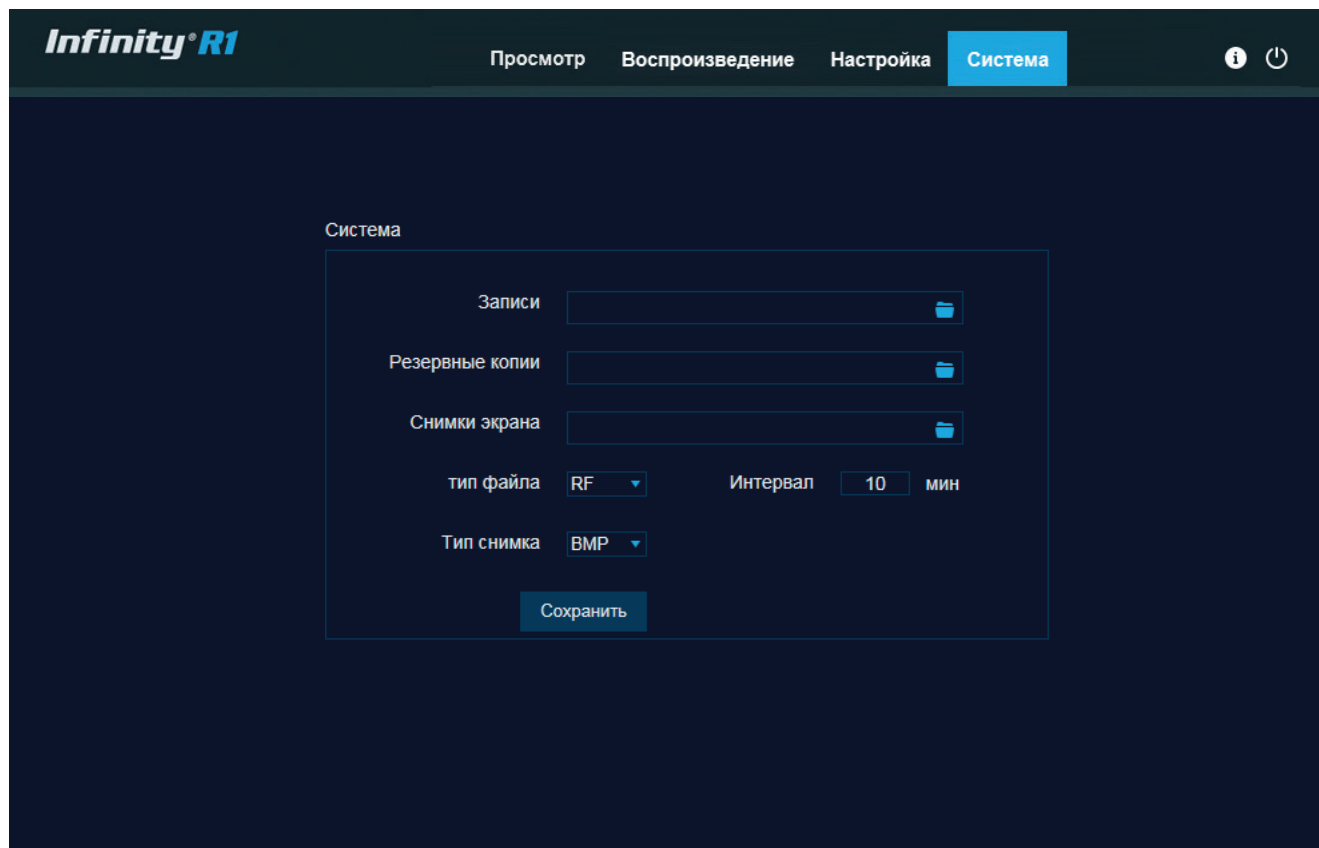 Infinity® R1
Просмотр Воспроизведение Настройка Система
Система
Записи
Резервные копии
Снимки экрана
тип файла RF Интервал 10 мин
Тип снимка BMP
Сохранить